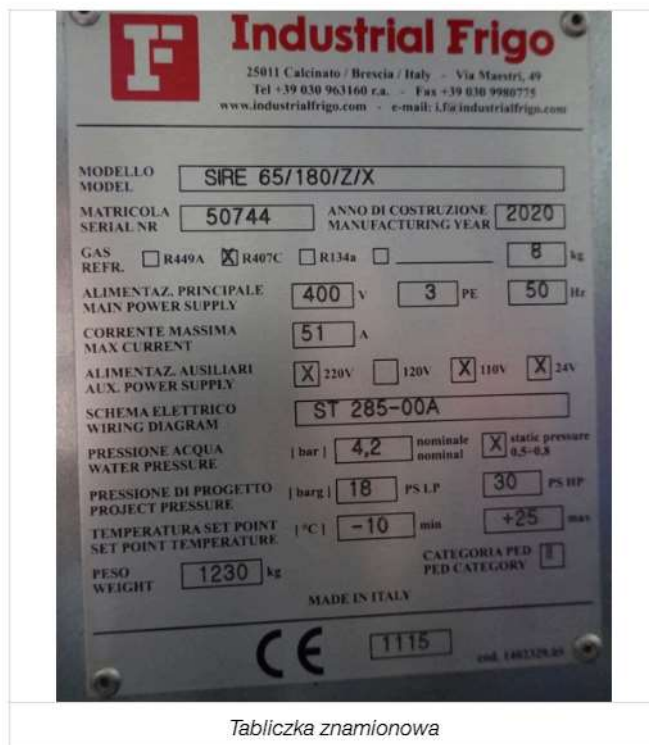 Industrial Frigo
25011 Calcinato / Brescia / Italy - Via Maestri, 49
Tel +39 030 963160 r.a. - Fax +39 030 9980775
www.industrialfrigo.com - e-mail: i.f@industrialfrigo.com
MODELLO
MODEL
SIRE 65/180/Z/X
MATRICOLA
SERIAL NR
50744
ANNO DI COSTRUZIONE
MANUFACTURING YEAR
2020
GAS
REFR.
R449A X R407C R134a 8 kg
ALIMENTAZ. PRINCIPALE
MAIN POWER SUPPLY
400 V 3 PE 50 Hz
CORRENTE MASSIMA
MAX CURRENT
51 A
ALIMENTAZ. AUSILIARI
AUX. POWER SUPPLY
X 220V 120V X 110V X 24V
SCHEMA ELETTRICO
WIRING DIAGRAM
ST 285-00A
PRESSIONE ACQUA
WATER PRESSURE
| bar | 4,2
nominale
nominal
X static pressure
0.5-0.8
PRESSIONE DI PROGETTO
PROJECT PRESSURE
| barg | 18 PS LP 30 PS HP
TEMPERATURA SET POINT
SET POINT TEMPERATURE
| °C | -10 min +25 max
PESO
WEIGHT
1230 kg
CATEGORIA PED
PED CATEGORY
MADE IN ITALY
CE 1115
cod.
Tabliczka znamionowa